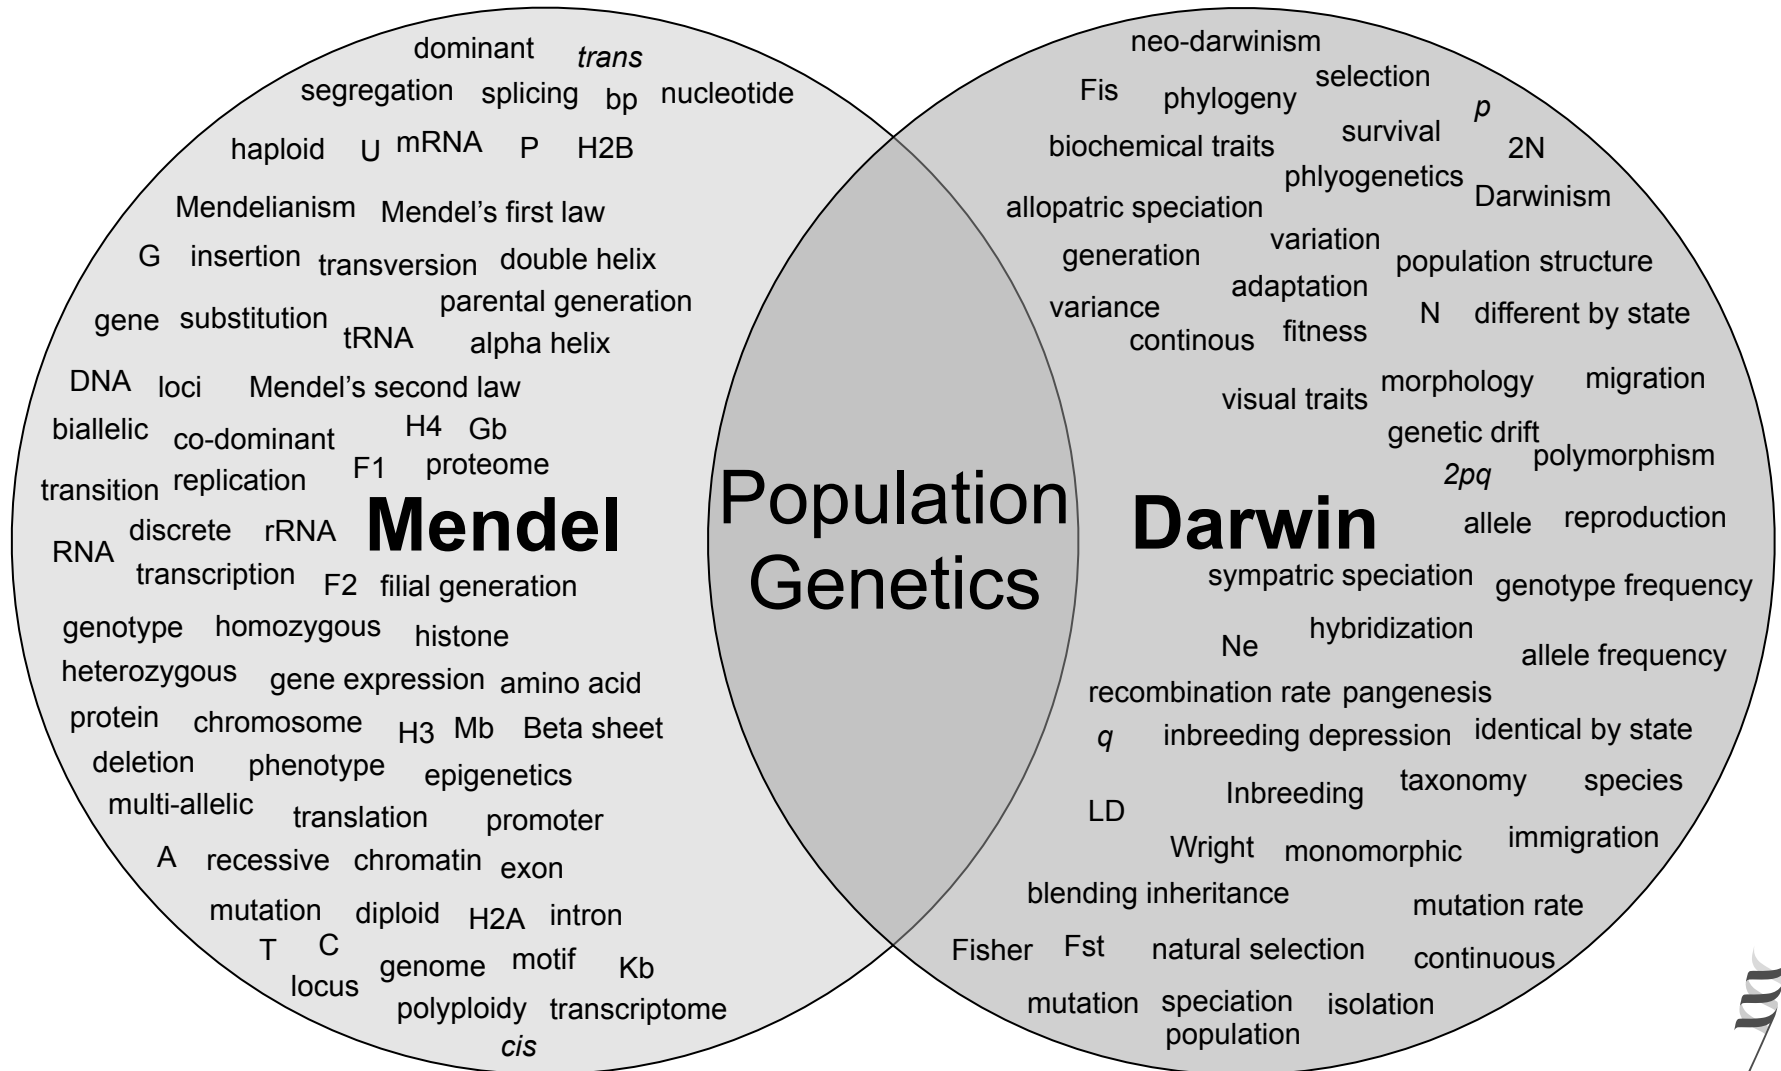 dominant trans
segregation splicing bp nucleotide
haploid U mRNA P H2B
Mendelianism Mendel’s first law
G insertion transversion double helix
parental generation
gene substitution
tRNA alpha helix
DNA loci Mendel’s second law
biallelic co-dominant H4 Gb
F1 proteome
transition replication
discrete rRNA Mendel
RNA
transcription F2 filial generation
genotype homozygous histone
heterozygous gene expression amino acid
protein chromosome H3 Mb Beta sheet
deletion phenotype epigenetics
multi-allelic translation promoter
A recessive chromatin exon
mutation diploid H2A intron
T C
genome motif Kb
locus
polyploidy transcriptome
cis
Population
Genetics
neo-darwinism
Fis phylogeny selection p
biochemical traits survival 2N
phlyogenetics Darwinism
allopatric speciation
generation variation population structure
adaptation
variance N different by state
continous fitness
visual traits morphology migration
genetic drift
2pq polymorphism
Darwin allele reproduction
sympatric speciation genotype frequency
Ne hybridization allele frequency
recombination rate pangenesis
q inbreeding depression identical by state
Inbreeding taxonomy species
LD
Wright monomorphic immigration
blending inheritance mutation rate
Fisher Fst natural selection continuous
mutation speciation isolation
population